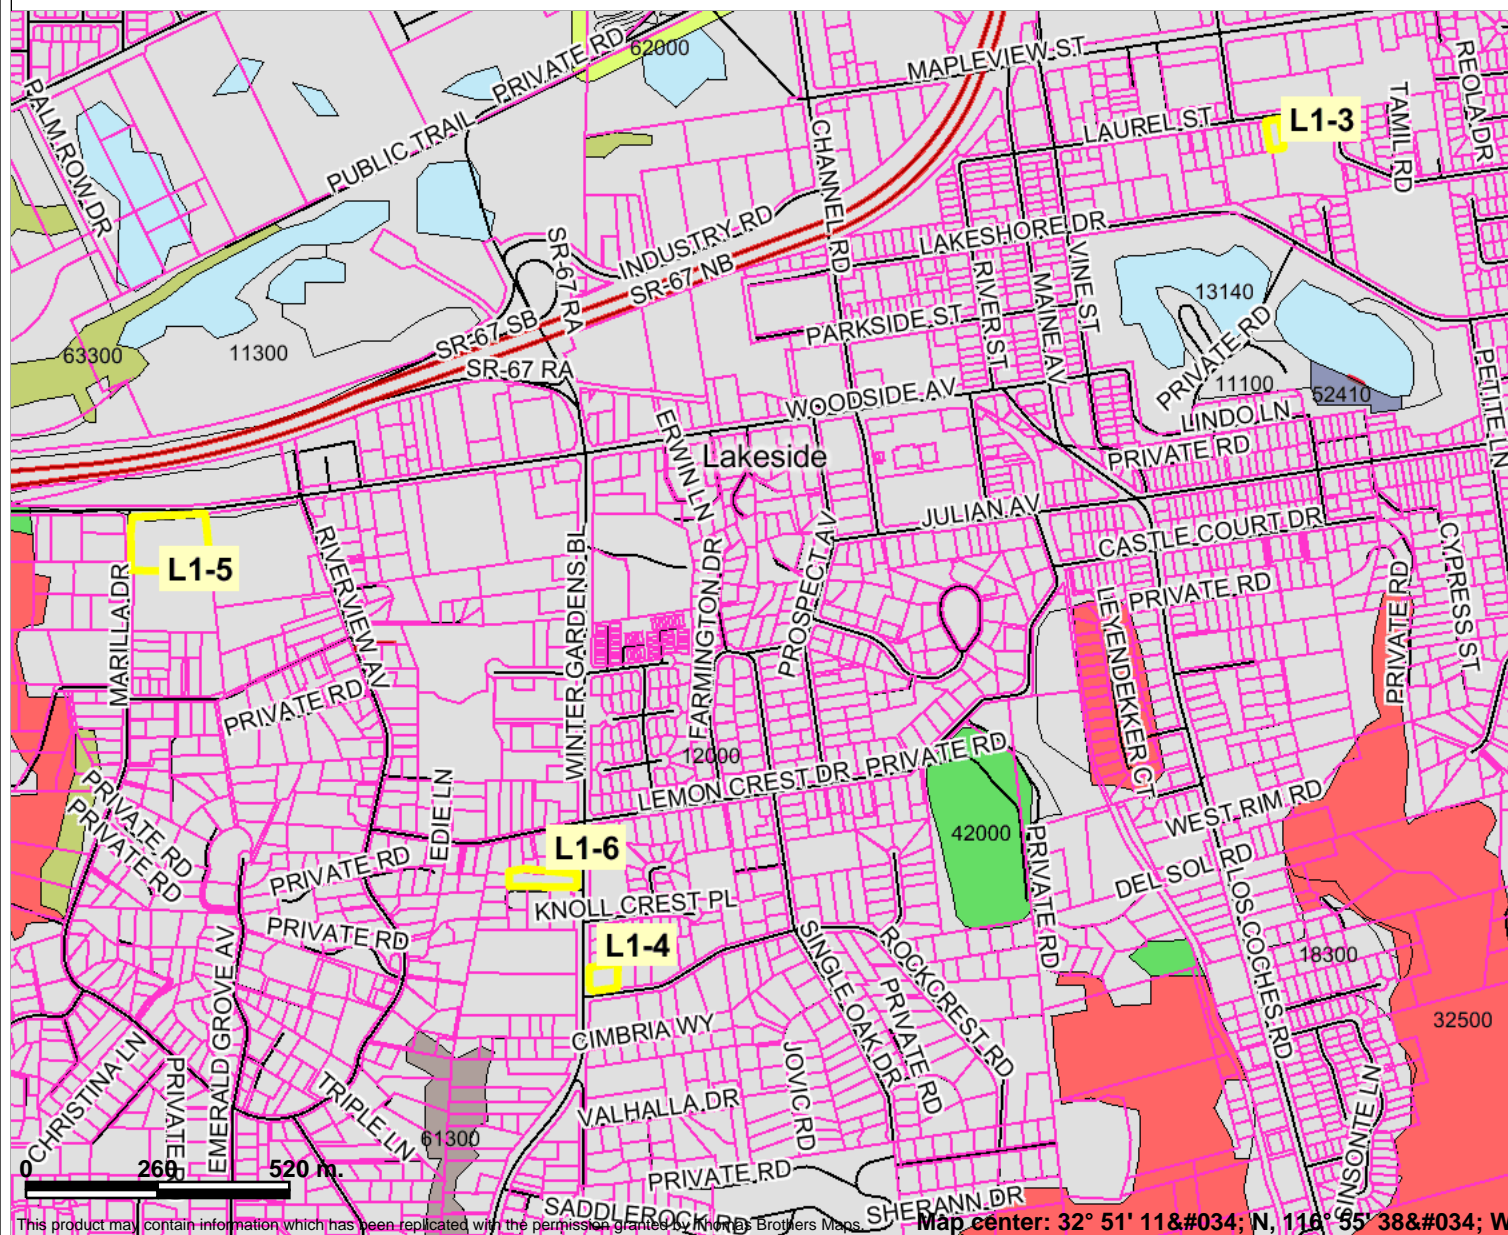 62000
PRIVATE RD
MAPLEVIEW ST
REOLA DR
PALM ROW DR
TAMIL RD
L1-3
LAUREL ST
PUBLIC TRAIL
CHANNEL RD
INDUSTRY RD
LAKESHORE DR
SR-67 RA
SR-67 NB
VINE ST
RIVER ST
MAINE AV
13140
PRIVATE RD
SR-67 SB
PARKSIDE ST
63300
11300
SR-67 RA
11100
52410
PETITE LN
WOODSIDE AV
LINDO LN
ERWIN LN
Lakeside
PRIVATE RD
JULIAN AV
CASTLE COURT DR
CYPRESS ST
L1-5
RIVERVIEW AV
WINTER GARDENS BL
FARMINGTON DR
PROSPECT AV
MARILLA DR
LEYENDEKKER CT
PRIVATE RD
PRIVATE RD
PRIVATE RD
12000
LEMON CREST DR
PRIVATE RD
PRIVATE RD
PRIVATE RD
EDIE LN
WEST RIM RD
42000
L1-6
PRIVATE RD
PRIVATE RD
DEL SOL RD
KNOLL CREST PL
PRIVATE RD
L1-4
EMERALD GROVE AV
SINGLE OAK DR
ROCKCREST RD
PRIVATE RD
LOS COCHES RD
18300
32500
CIMBRIA WY
CHRISTINA LN
PRIVATE
TRIPLE LN
JOVIC RD
VALHALLA DR
61300
SINSONTE LN
PRIVATE RD
SHERANN DR
SADDLEROCK RD
0 260 520 m.
This product may contain information which has been replicated with the permission granted by Thomas Brothers Maps.
Map center: 32° 51' 11&#034; N, 116° 55' 38&#034; W